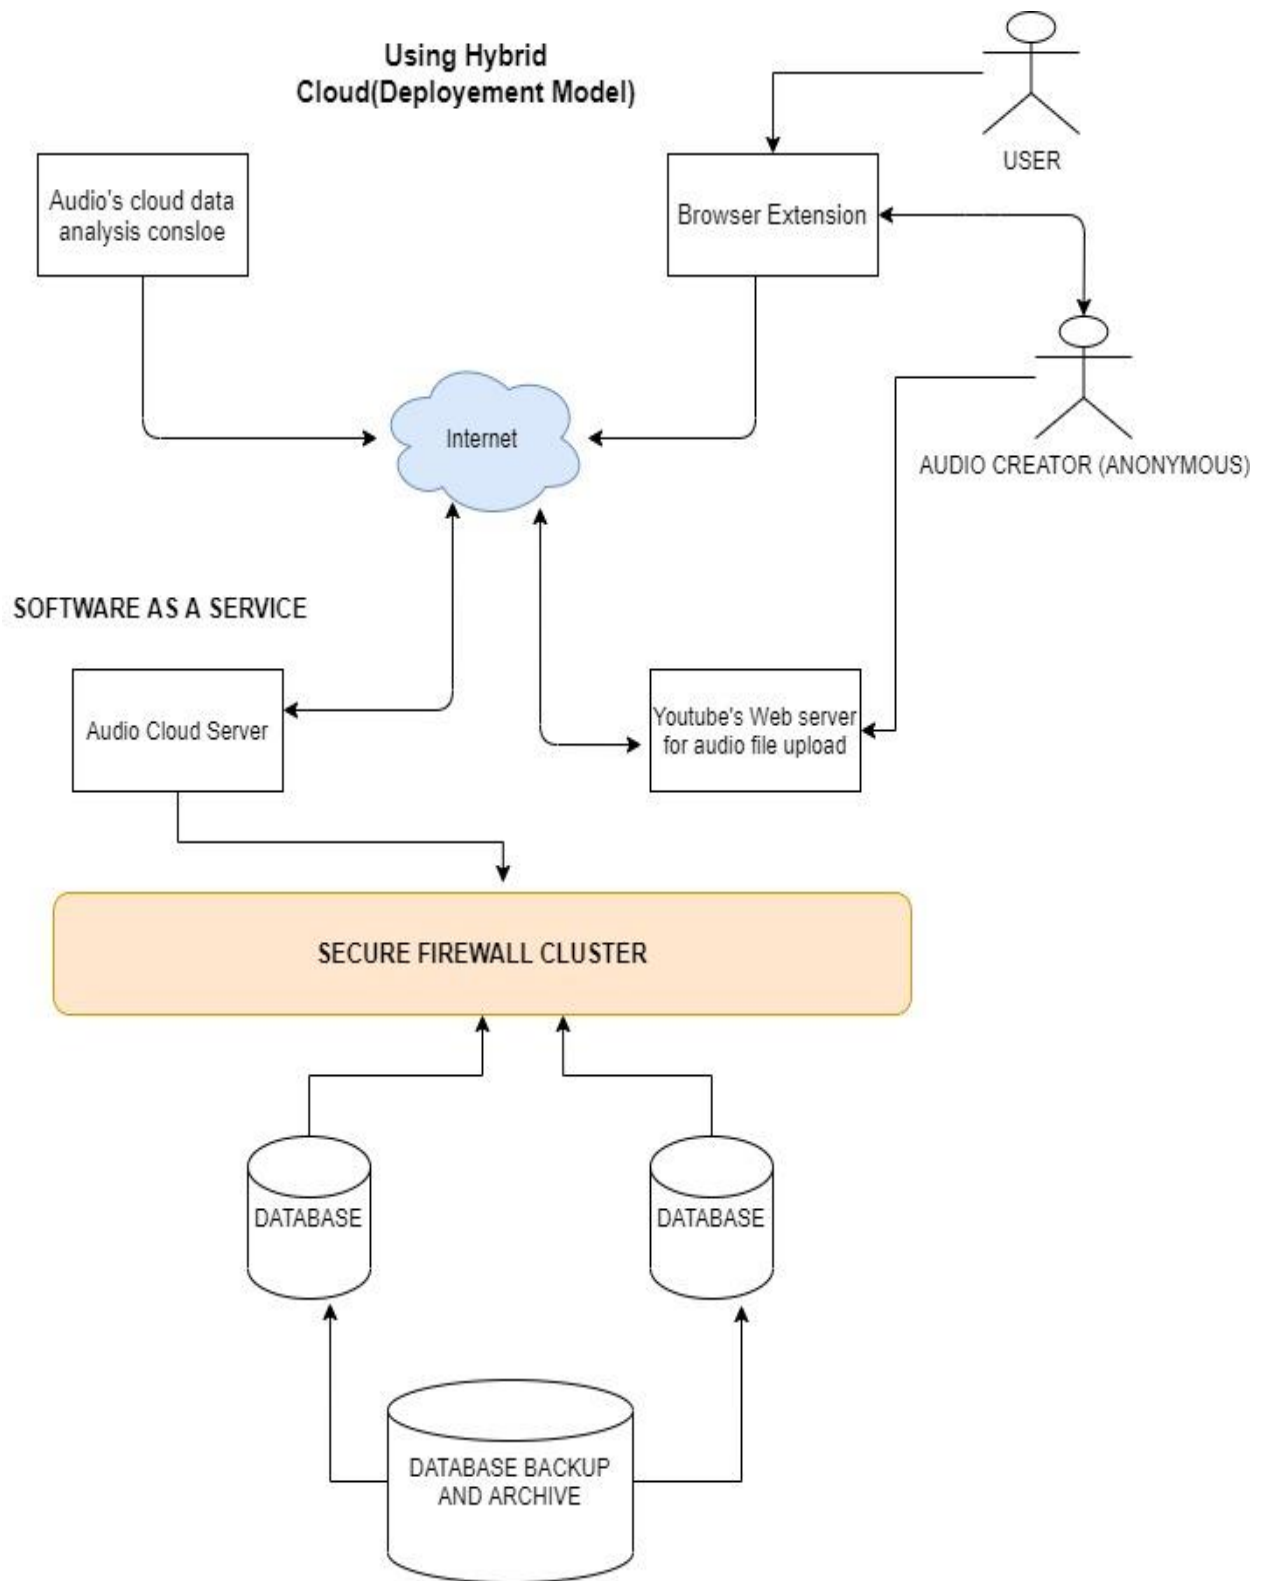 Using Hybrid
Cloud(Deployement Model)
USER
Audio's cloud data
analysis consloe
Browser Extension
Internet
AUDIO CREATOR (ANONYMOUS)
SOFTWARE AS A SERVICE
Audio Cloud Server
Youtube's Web server
for audio file upload
SECURE FIREWALL CLUSTER
DATABASE
DATABASE
DATABASE BACKUP
AND ARCHIVE